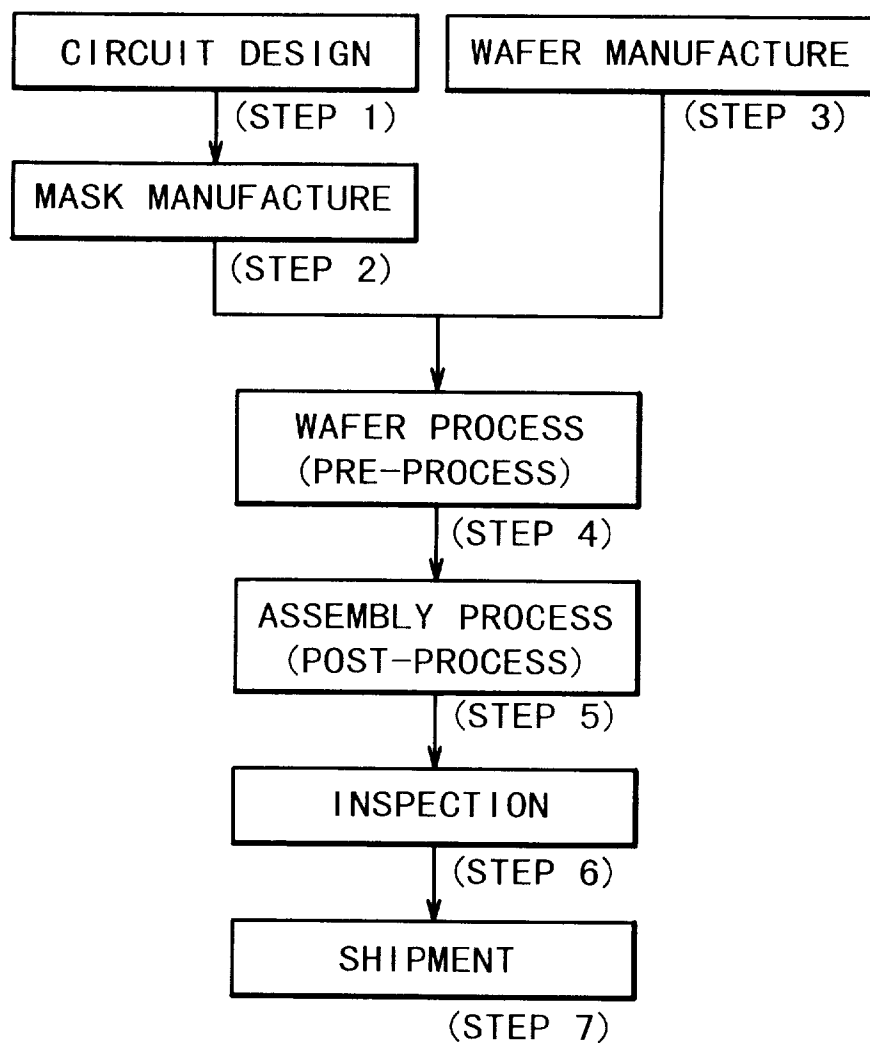 CIRCUIT DESIGN
(STEP 1)
MASK MANUFACTURE
(STEP 2)
WAFER MANUFACTURE
(STEP 3)
WAFER PROCESS
(PRE-PROCESS)
(STEP 4)
ASSEMBLY PROCESS
(POST-PROCESS)
(STEP 5)
INSPECTION
(STEP 6)
SHIPMENT
(STEP 7)